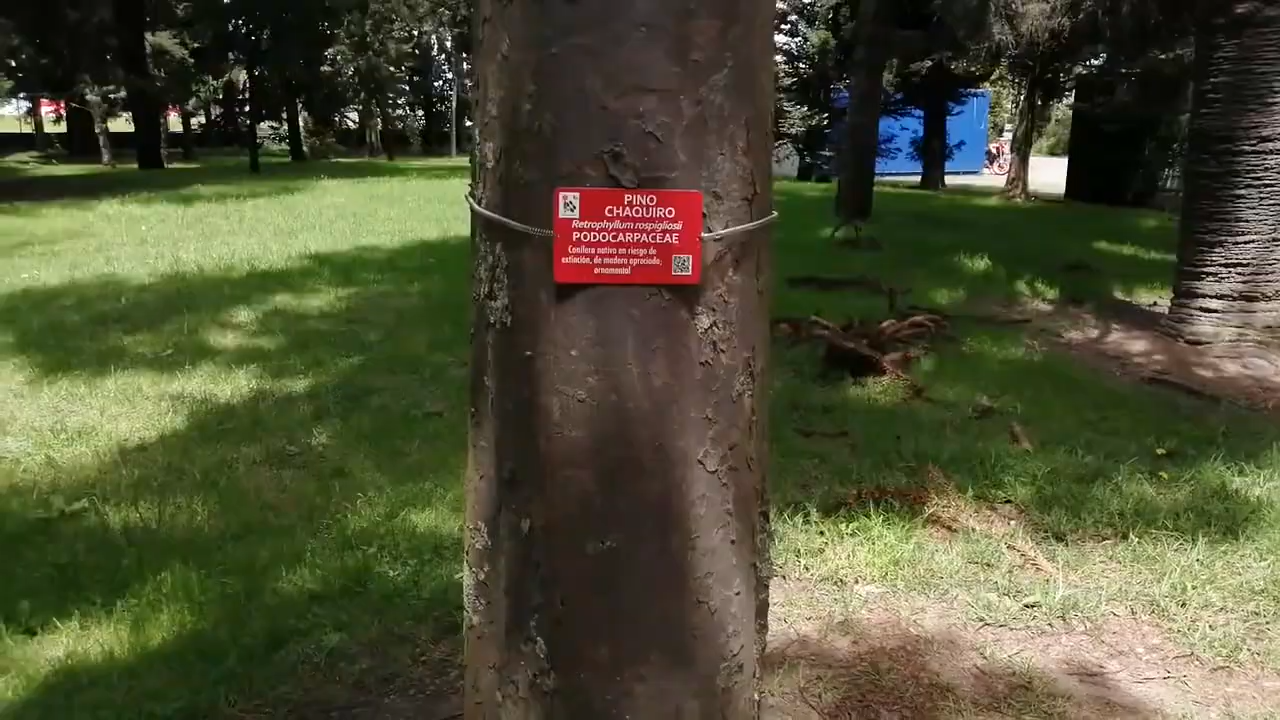 PINO
CHAQUIRO
Retrophyllum rospigliosii
PODOCARPACEAE
Conífera nativa en riesgo de
extinción, de madera apreciada;
ornamental